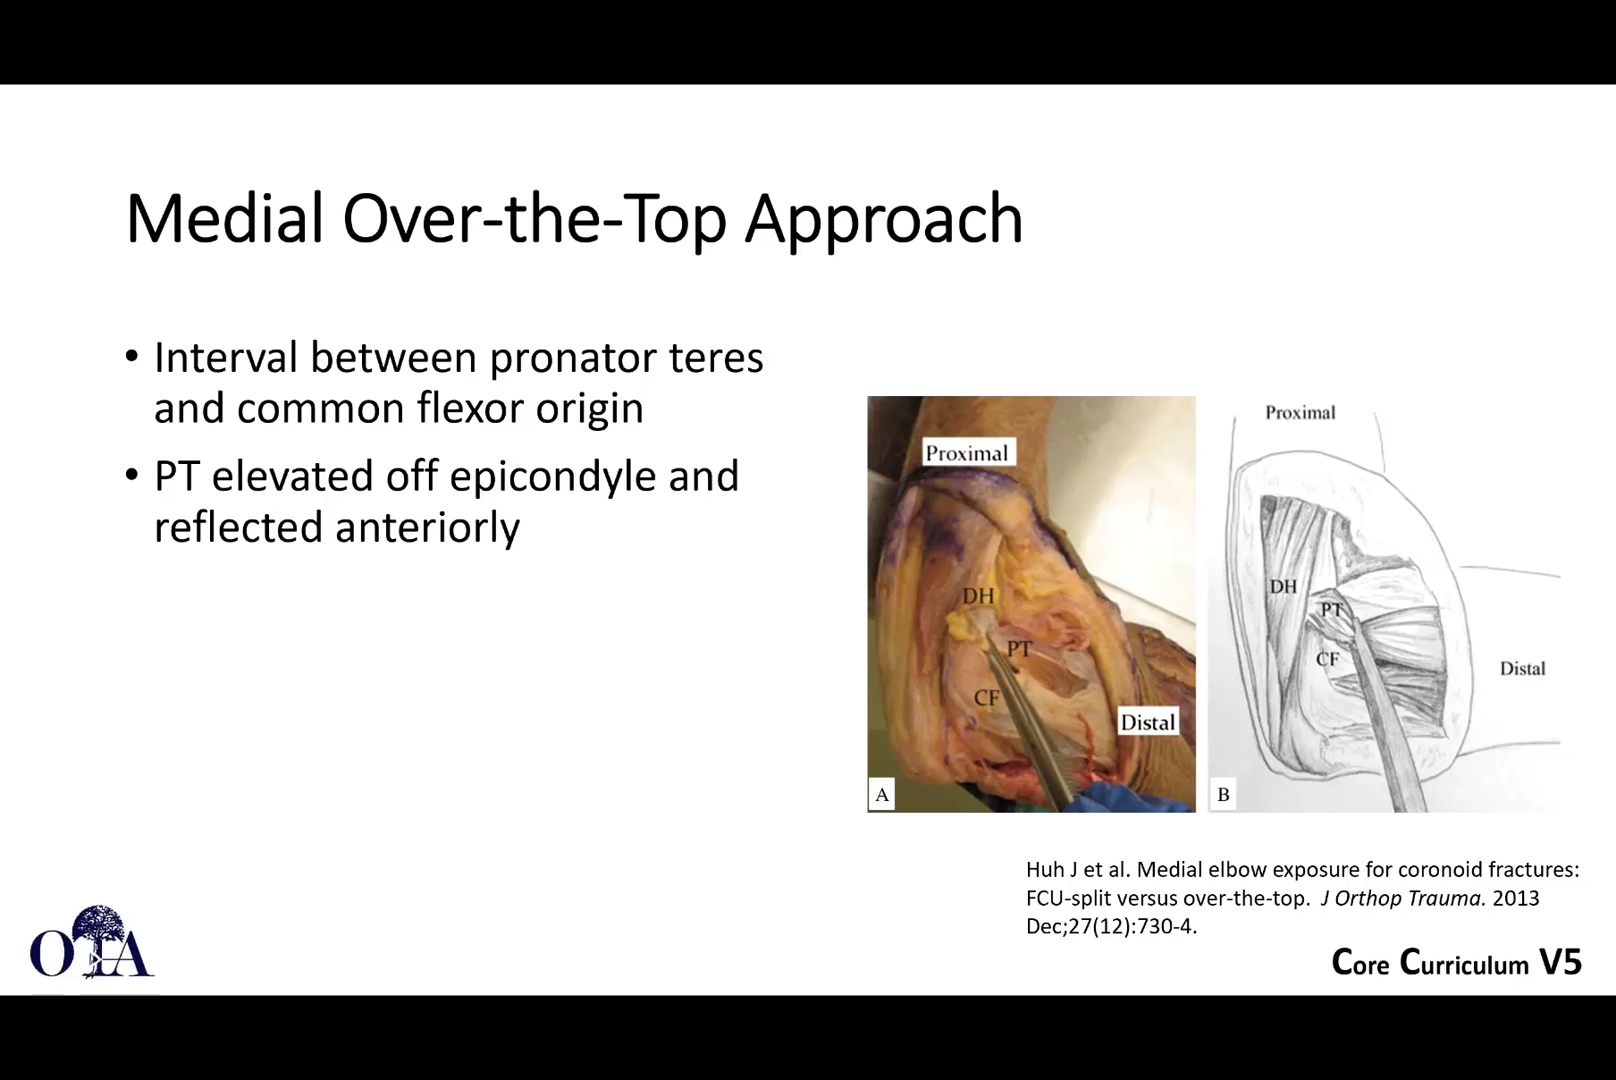 Medial Over-the-Top Approach
• Interval between pronator teres
and common flexor origin
• PT elevated off epicondyle and
reflected anteriorly
Proximal
DH
PT
CF
Distal
A
Proximal
DH
PT
CF
Distal
B
Huh J et al. Medial elbow exposure for coronoid fractures:
FCU-split versus over-the-top. J Orthop Trauma. 2013
Dec;27(12):730-4.
OTA
Core Curriculum V5